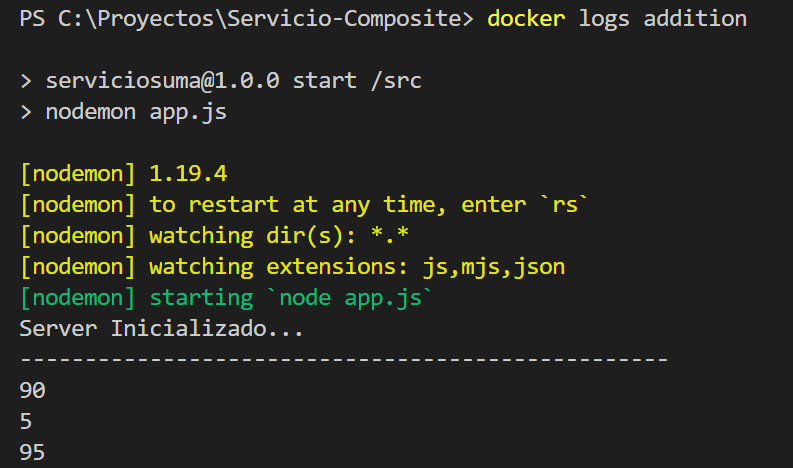 PS C:\Proyectos\Servicio-Composite> docker logs addition
> serviciosuma@1.0.0 start /src
> nodemon app.js
[nodemon] 1.19.4
[nodemon] to restart at any time, enter `rs`
[nodemon] watching dir(s): *.*
[nodemon] watching extensions: js,mjs,json
[nodemon] starting `node app.js`
Server Inicializado...
--------------------------------------------------
90
5
95